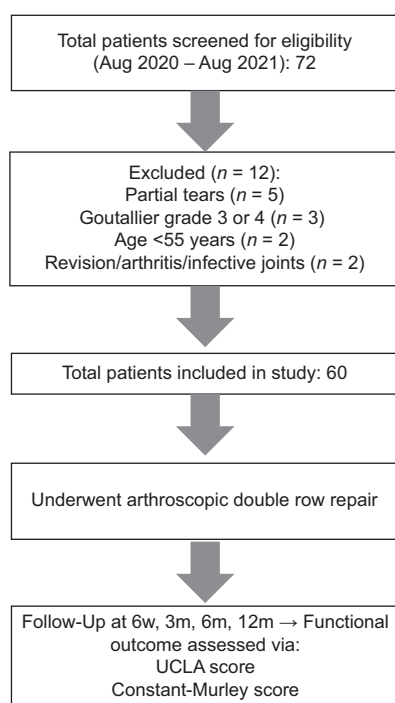 Total patients screened for eligibility
(Aug 2020 – Aug 2021): 72
Excluded (n = 12):
Partial tears (n = 5)
Goutallier grade 3 or 4 (n = 3)
Age <55 years (n = 2)
Revision/arthritis/infective joints (n = 2)
Total patients included in study: 60
Underwent arthroscopic double row repair
Follow-Up at 6w, 3m, 6m, 12m → Functional
outcome assessed via:
UCLA score
Constant-Murley score